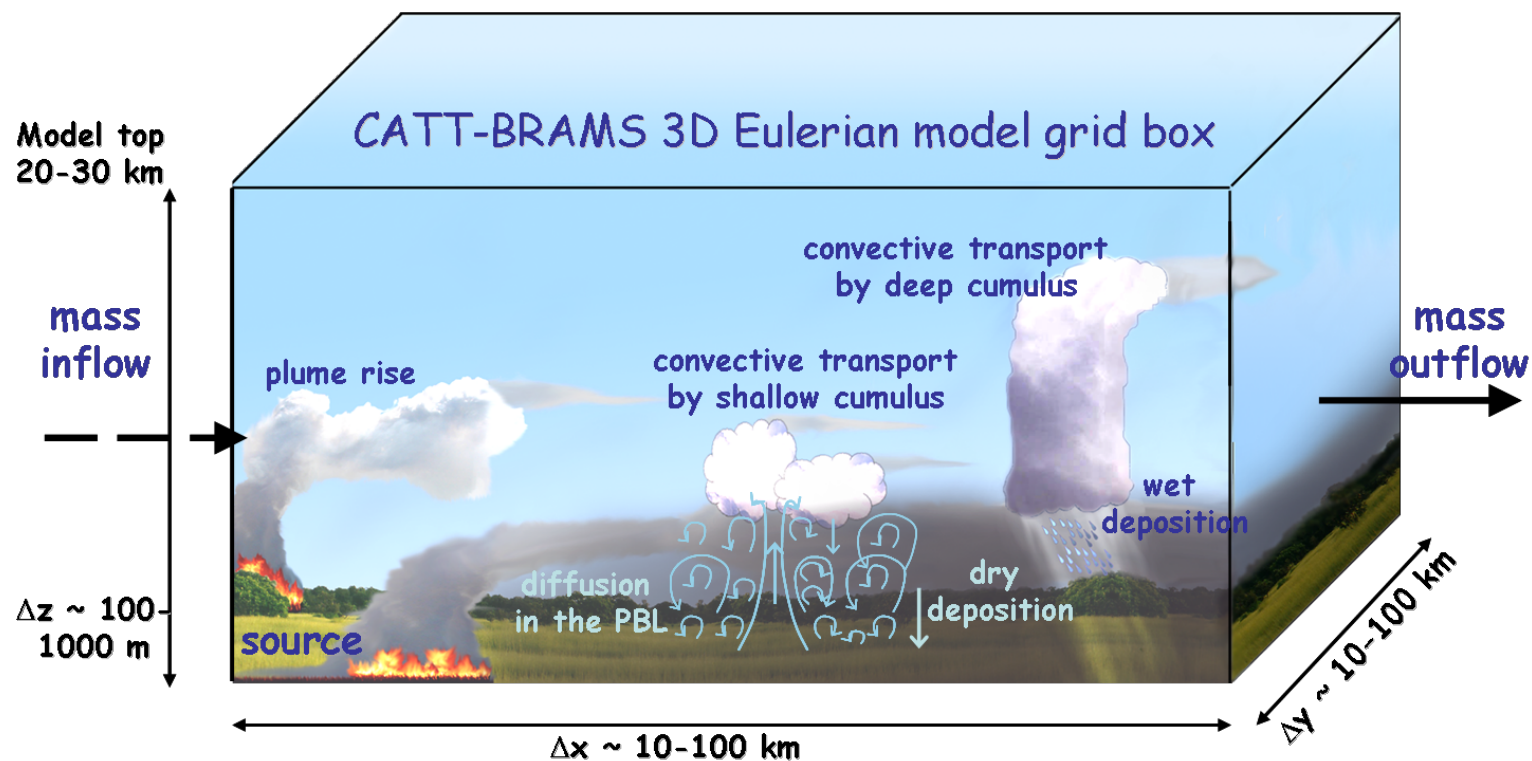 CATT-BRAMS 3D Eulerian model grid box
Model top
20-30 km
convective transport
by deep cumulus
mass
inflow
mass
outflow
plume rise
convective transport
by shallow cumulus
wet
deposition
diffusion
in the PBL
dry
deposition
Δz ~ 100-
1000 m
source
Δx ~ 10-100 km
Δy ~ 10-100 km